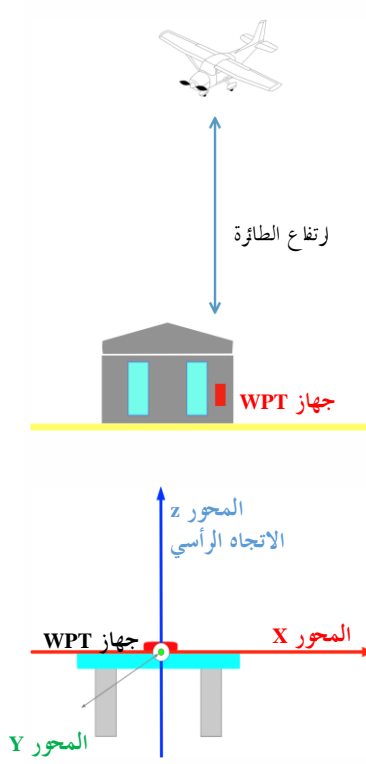 ارتفاع الطائرة
جهاز WPT
المحور z
الاتجاه الرأسي
جهاز WPT
المحور X
المحور Y